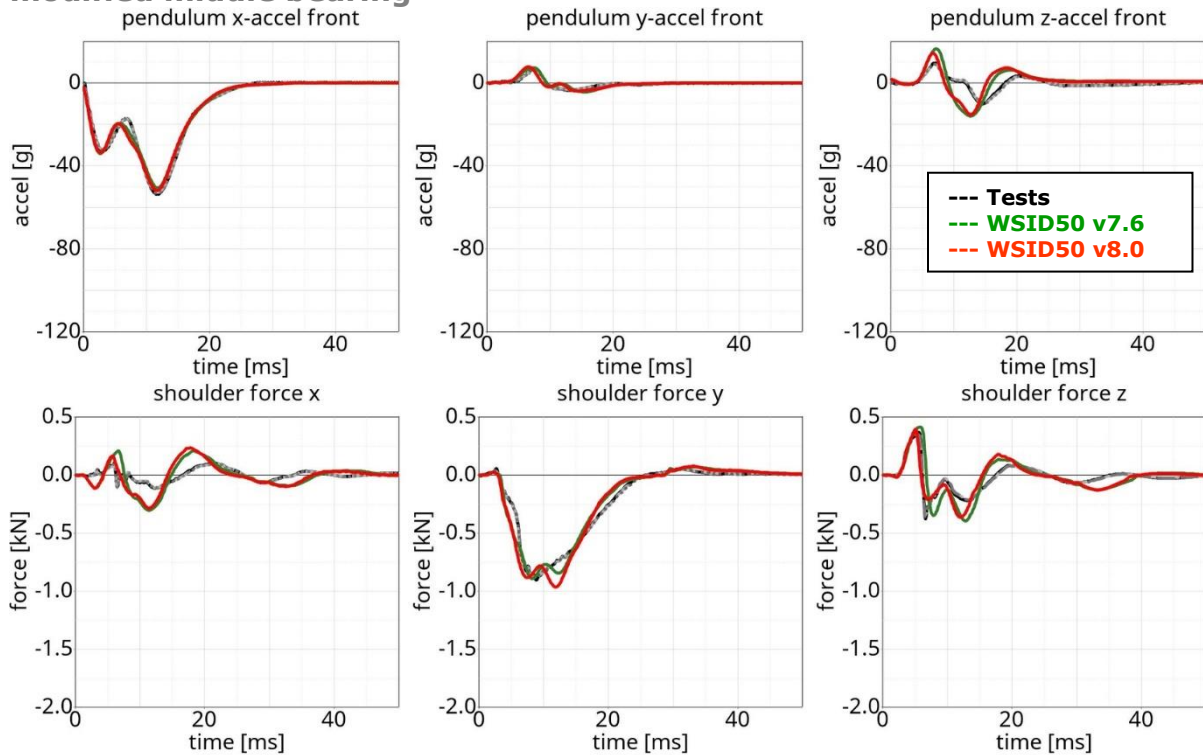 modified middle bearing
pendulum x-accel front
pendulum y-accel front
pendulum z-accel front
accel [g]
0
-40
-80
-120
0
20
40
time [ms]
accel [g]
0
-40
-80
-120
0
20
40
time [ms]
accel [g]
0
-40
-80
-120
0
20
40
time [ms]
--- Tests
--- WSID50 v7.6
--- WSID50 v8.0
shoulder force x
shoulder force y
shoulder force z
force [kN]
0.5
0.0
-0.5
-1.0
-1.5
-2.0
0
20
40
time [ms]
force [kN]
0.5
0.0
-0.5
-1.0
-1.5
-2.0
0
20
40
time [ms]
force [kN]
0.5
0.0
-0.5
-1.0
-1.5
-2.0
0
20
40
time [ms]